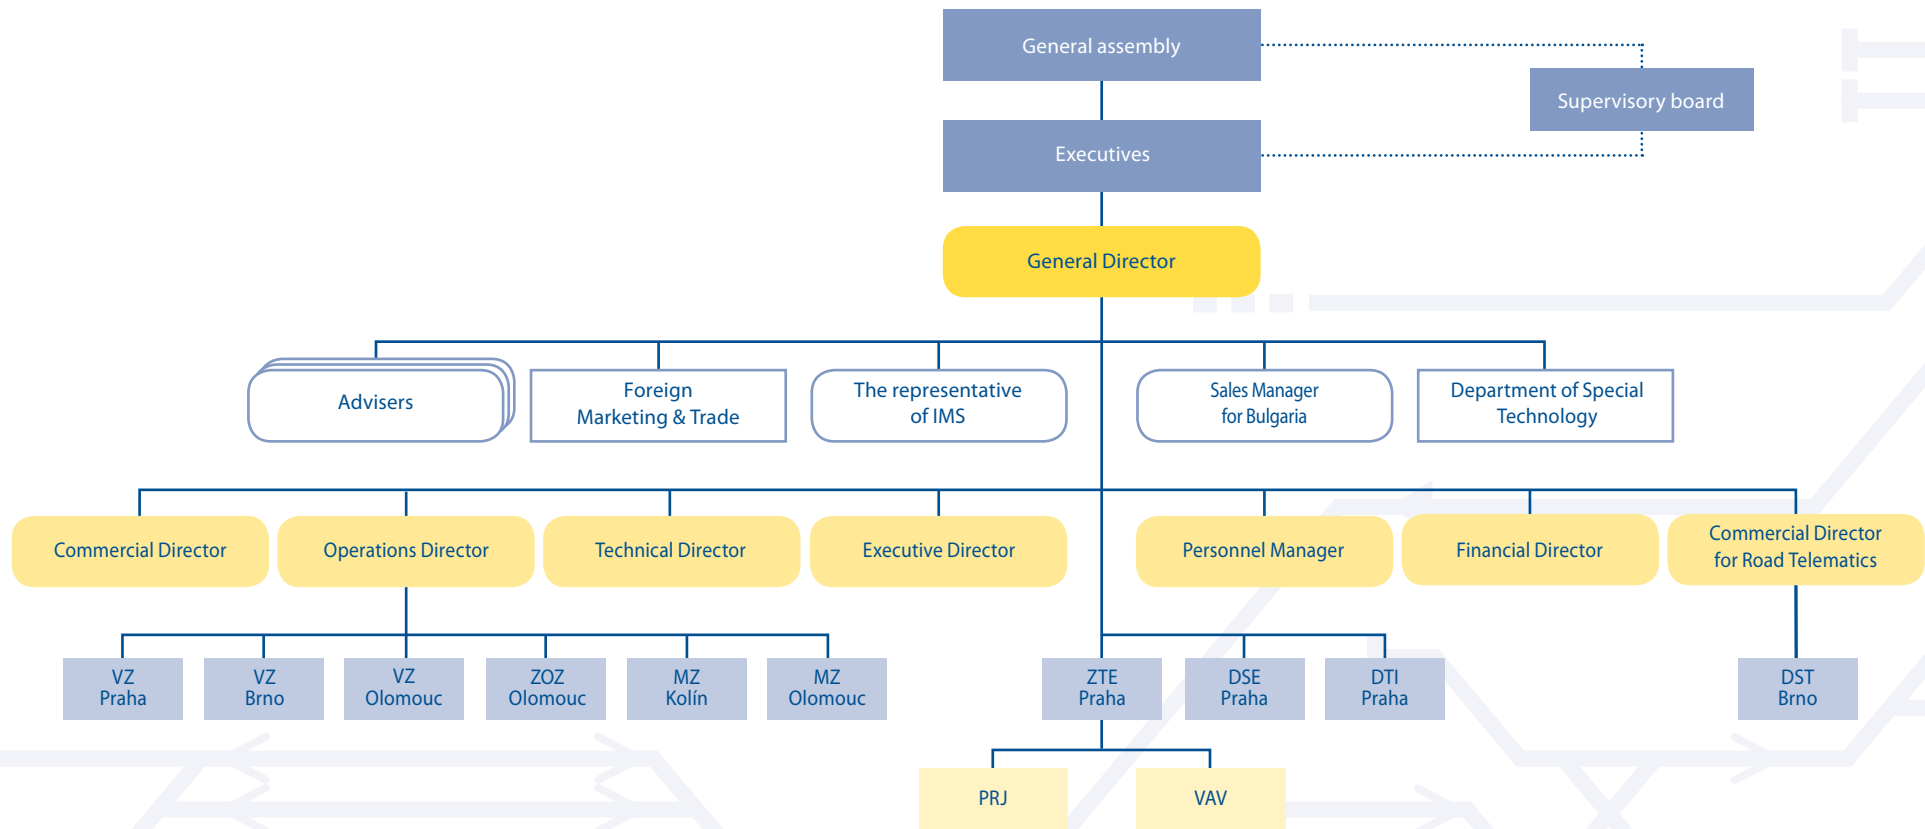 General assembly
Supervisory board
Executives
General Director
Advisers
Foreign
Marketing & Trade
The representative
of IMS
Sales Manager
for Bulgaria
Department of Special
Technology
Commercial Director
Operations Director
Technical Director
Executive Director
Personnel Manager
Financial Director
Commercial Director
for Road Telematics
VZ
Praha
VZ
Brno
VZ
Olomouc
ZOZ
Olomouc
MZ
Kolín
MZ
Olomouc
ZTE
Praha
DSE
Praha
DTI
Praha
DST
Brno
PRJ
VAV